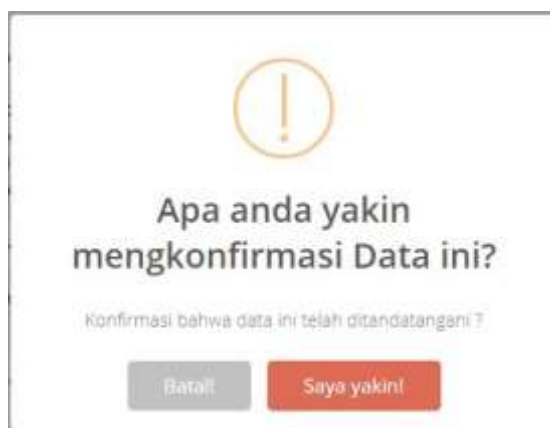 Apa anda yakin
mengkonfirmasi Data ini?
Konfirmasi bahwa data ini telah ditandatangani ?
Batal!
Saya yakin!